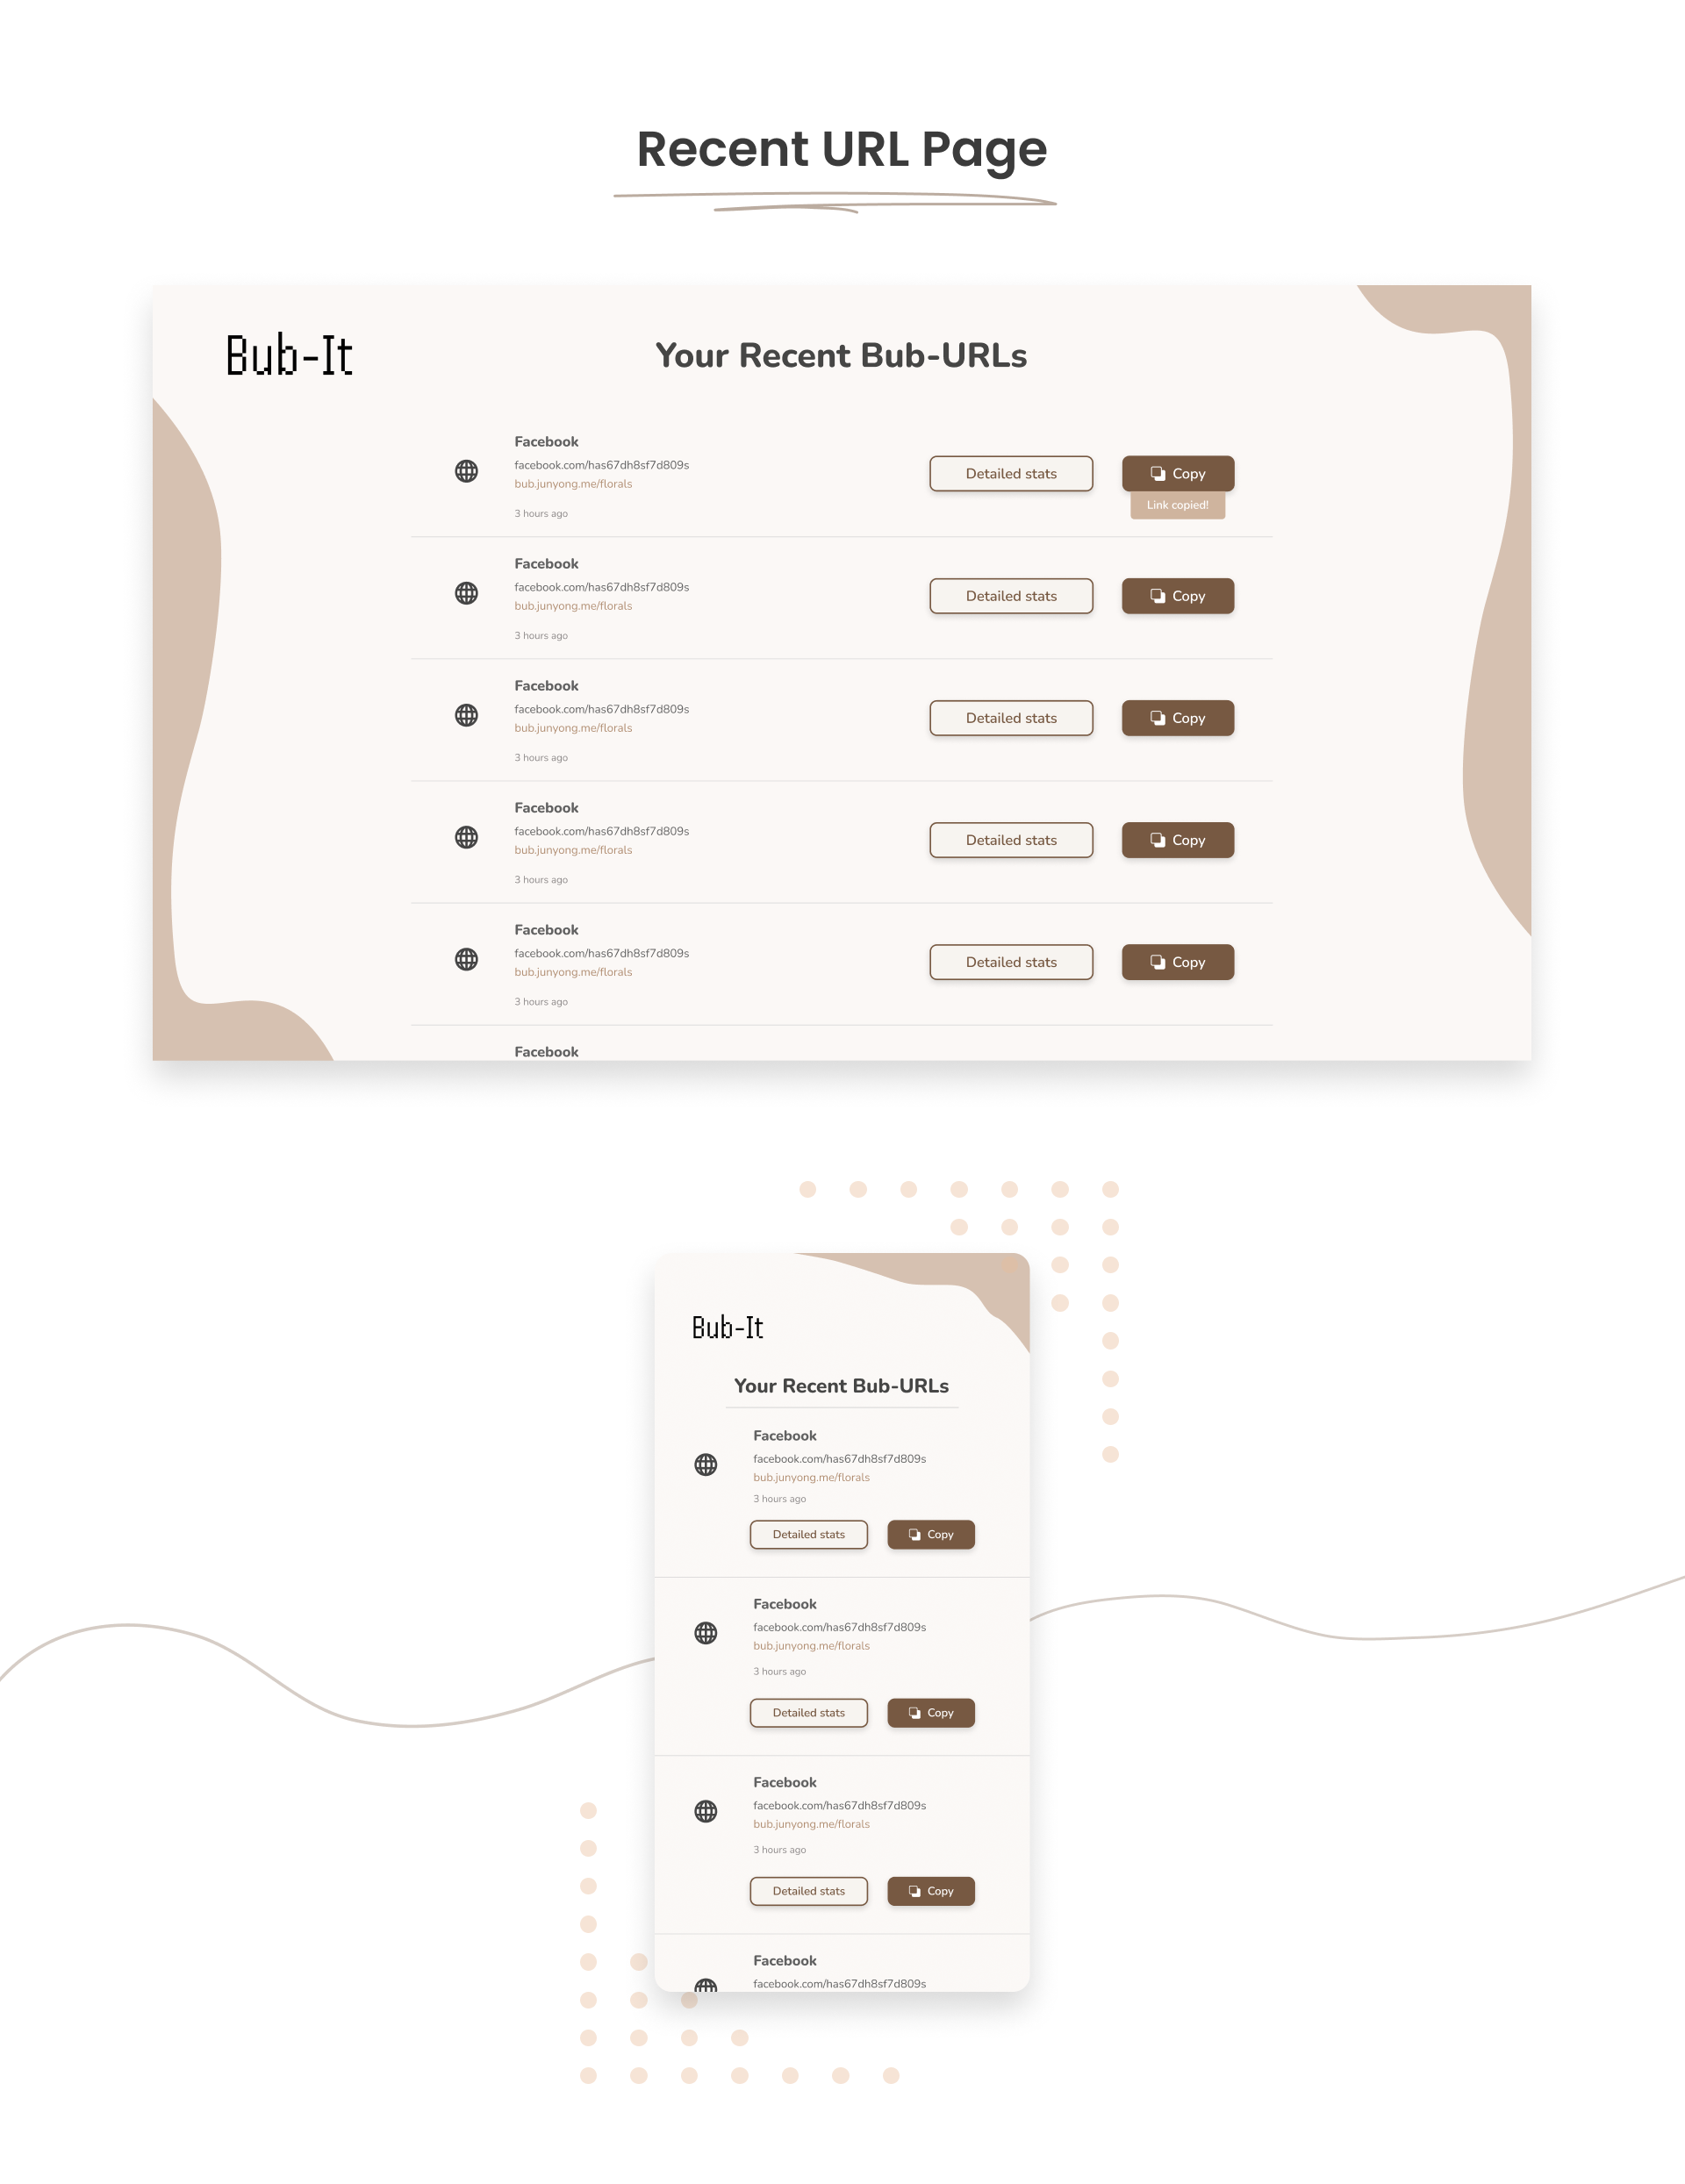 Recent URL Page
Bub-It
Your Recent Bub-URLs
Facebook
facebook.com/has67dh8sf7d809s
bub.junyong.me/florals
3 hours ago
Detailed stats
Copy
Link copied!
Facebook
facebook.com/has67dh8sf7d809s
bub.junyong.me/florals
3 hours ago
Detailed stats
Copy
Facebook
facebook.com/has67dh8sf7d809s
bub.junyong.me/florals
3 hours ago
Detailed stats
Copy
Facebook
facebook.com/has67dh8sf7d809s
bub.junyong.me/florals
3 hours ago
Detailed stats
Copy
Facebook
facebook.com/has67dh8sf7d809s
bub.junyong.me/florals
3 hours ago
Detailed stats
Copy
Facebook
Bub-It
Your Recent Bub-URLs
Facebook
facebook.com/has67dh8sf7d809s
bub.junyong.me/florals
3 hours ago
Detailed stats
Copy
Facebook
facebook.com/has67dh8sf7d809s
bub.junyong.me/florals
3 hours ago
Detailed stats
Copy
Facebook
facebook.com/has67dh8sf7d809s
bub.junyong.me/florals
3 hours ago
Detailed stats
Copy
Facebook
facebook.com/has67dh8sf7d809s